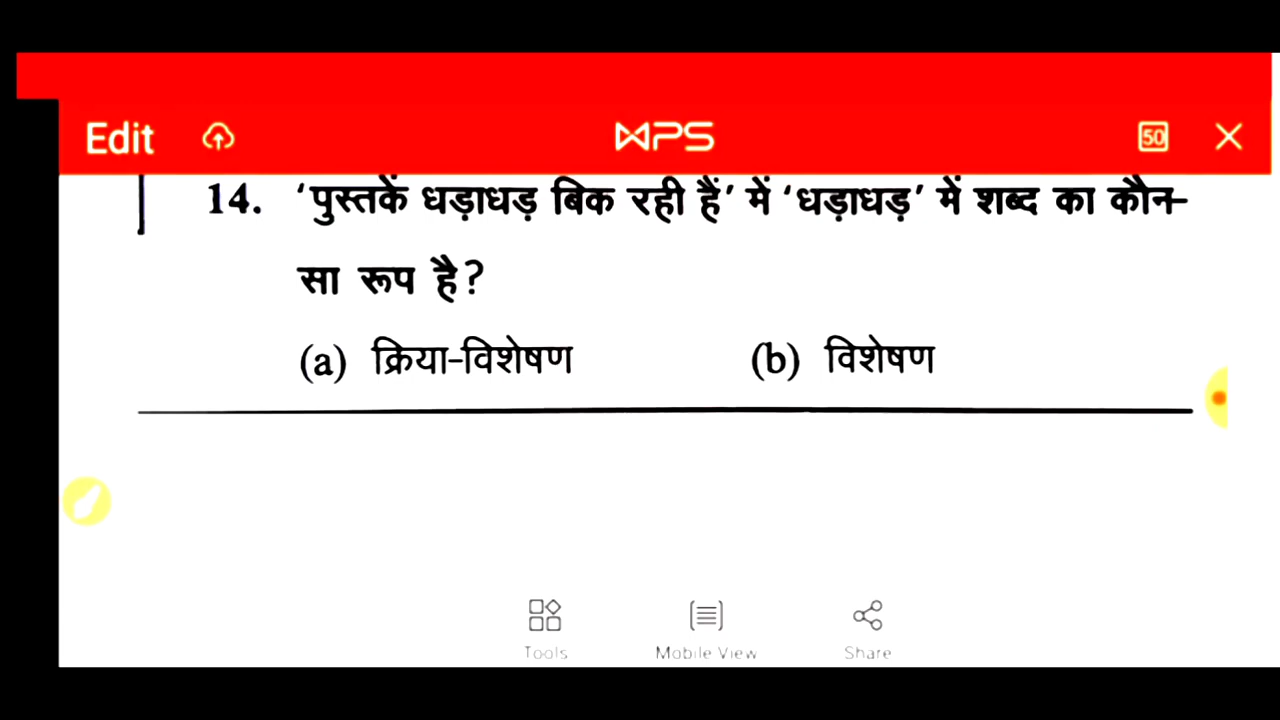 Edit WPS 50
14. 'पुस्तकें धड़ाधड़ बिक रही हैं' में 'धड़ाधड़' में शब्द का कौन-
सा रूप है?
(a) क्रिया-विशेषण (b) विशेषण
Tools Mobile View Share